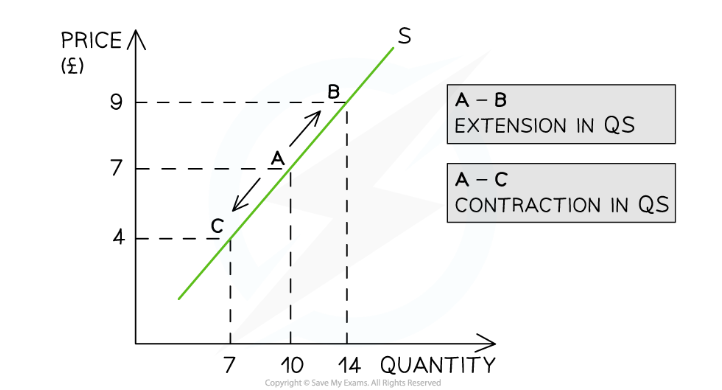 PRICE
(£)
S
9
B
A – B
EXTENSION IN QS
7
A
A – C
CONTRACTION IN QS
C
4
7 10 14 QUANTITY
Copyright © Save My Exams. All Rights Reserved